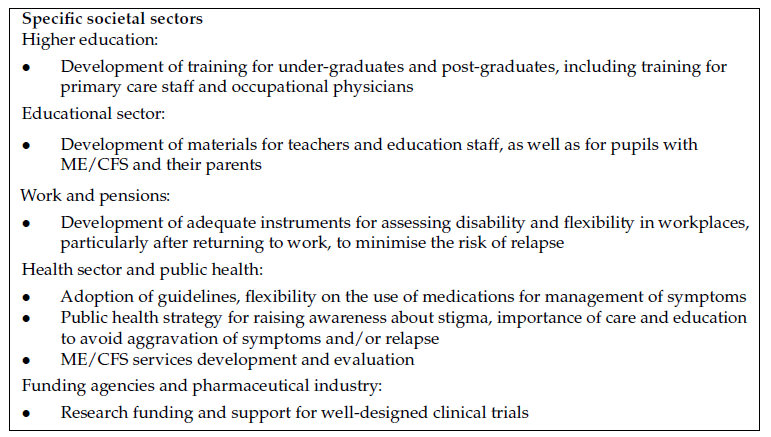 Specific societal sectors
Higher education:
● Development of training for under-graduates and post-graduates, including training for
primary care staff and occupational physicians
Educational sector:
● Development of materials for teachers and education staff, as well as for pupils with
ME/CFS and their parents
Work and pensions:
● Development of adequate instruments for assessing disability and flexibility in workplaces,
particularly after returning to work, to minimise the risk of relapse
Health sector and public health:
● Adoption of guidelines, flexibility on the use of medications for management of symptoms
● Public health strategy for raising awareness about stigma, importance of care and education
to avoid aggravation of symptoms and/or relapse
● ME/CFS services development and evaluation
Funding agencies and pharmaceutical industry:
● Research funding and support for well-designed clinical trials